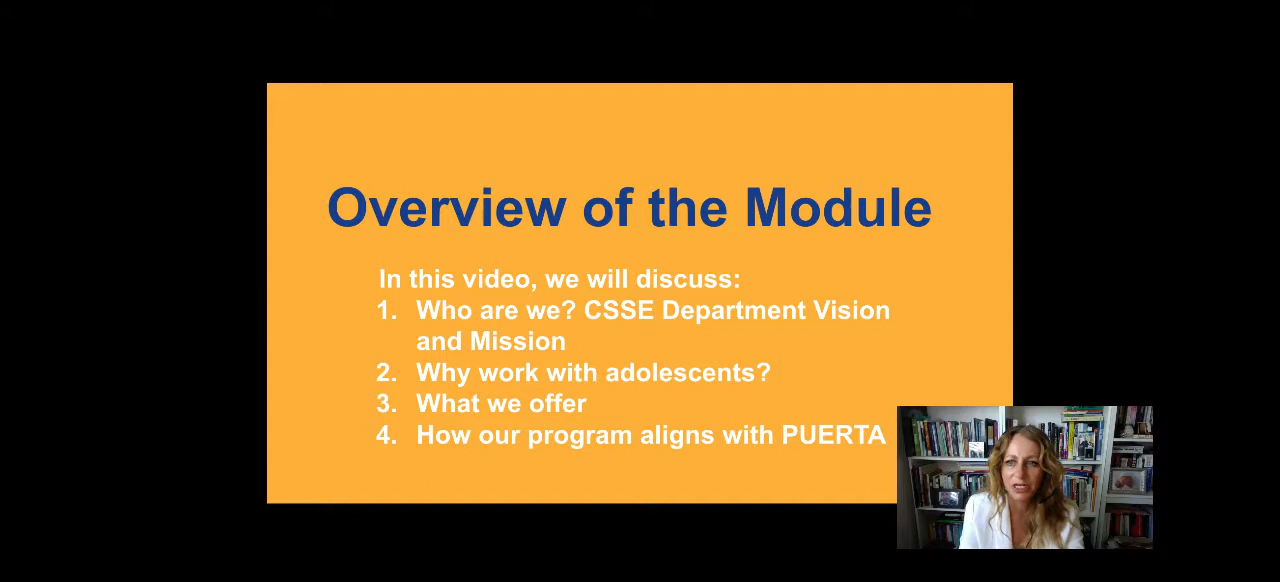 Overview of the Module
In this video, we will discuss:
1. Who are we? CSSE Department Vision
and Mission
2. Why work with adolescents?
3. What we offer
4. How our program aligns with PUERTA